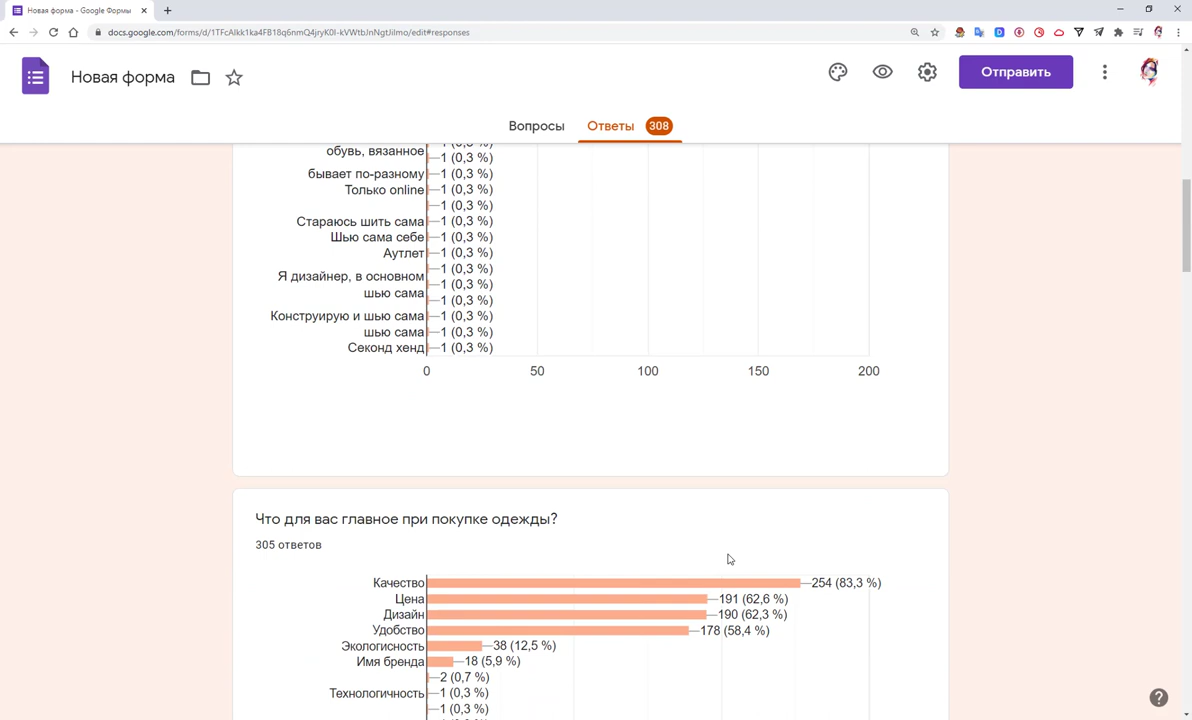 Новая форма - Google Формы
docs.google.com/forms/d/1TFcAlkk1ka4FB18q6nmQ4jryK0I-kVWtbJnNgtJiImo/edit#responses
Новая форма
Отправить
Вопросы
Ответы 308
1 (0,3 %)
обувь, вязанное
1 (0,3 %)
бывает по-разному 1 (0,3 %)
Только online 1 (0,3 %)
1 (0,3 %)
Стараюсь шить сама 1 (0,3 %)
Шью сама себе 1 (0,3 %)
Аутлет 1 (0,3 %)
1 (0,3 %)
Я дизайнер, в основном 1 (0,3 %)
шью сама 1 (0,3 %)
Конструирую и шью сама 1 (0,3 %)
шью сама 1 (0,3 %)
Секонд хенд 1 (0,3 %)
0 50 100 150 200
Что для вас главное при покупке одежды?
305 ответов
Качество 254 (83,3 %)
Цена 191 (62,6 %)
Дизайн 190 (62,3 %)
Удобство 178 (58,4 %)
Экологисность 38 (12,5 %)
Имя бренда 18 (5,9 %)
2 (0,7 %)
Технологичность 1 (0,3 %)
1 (0,3 %)